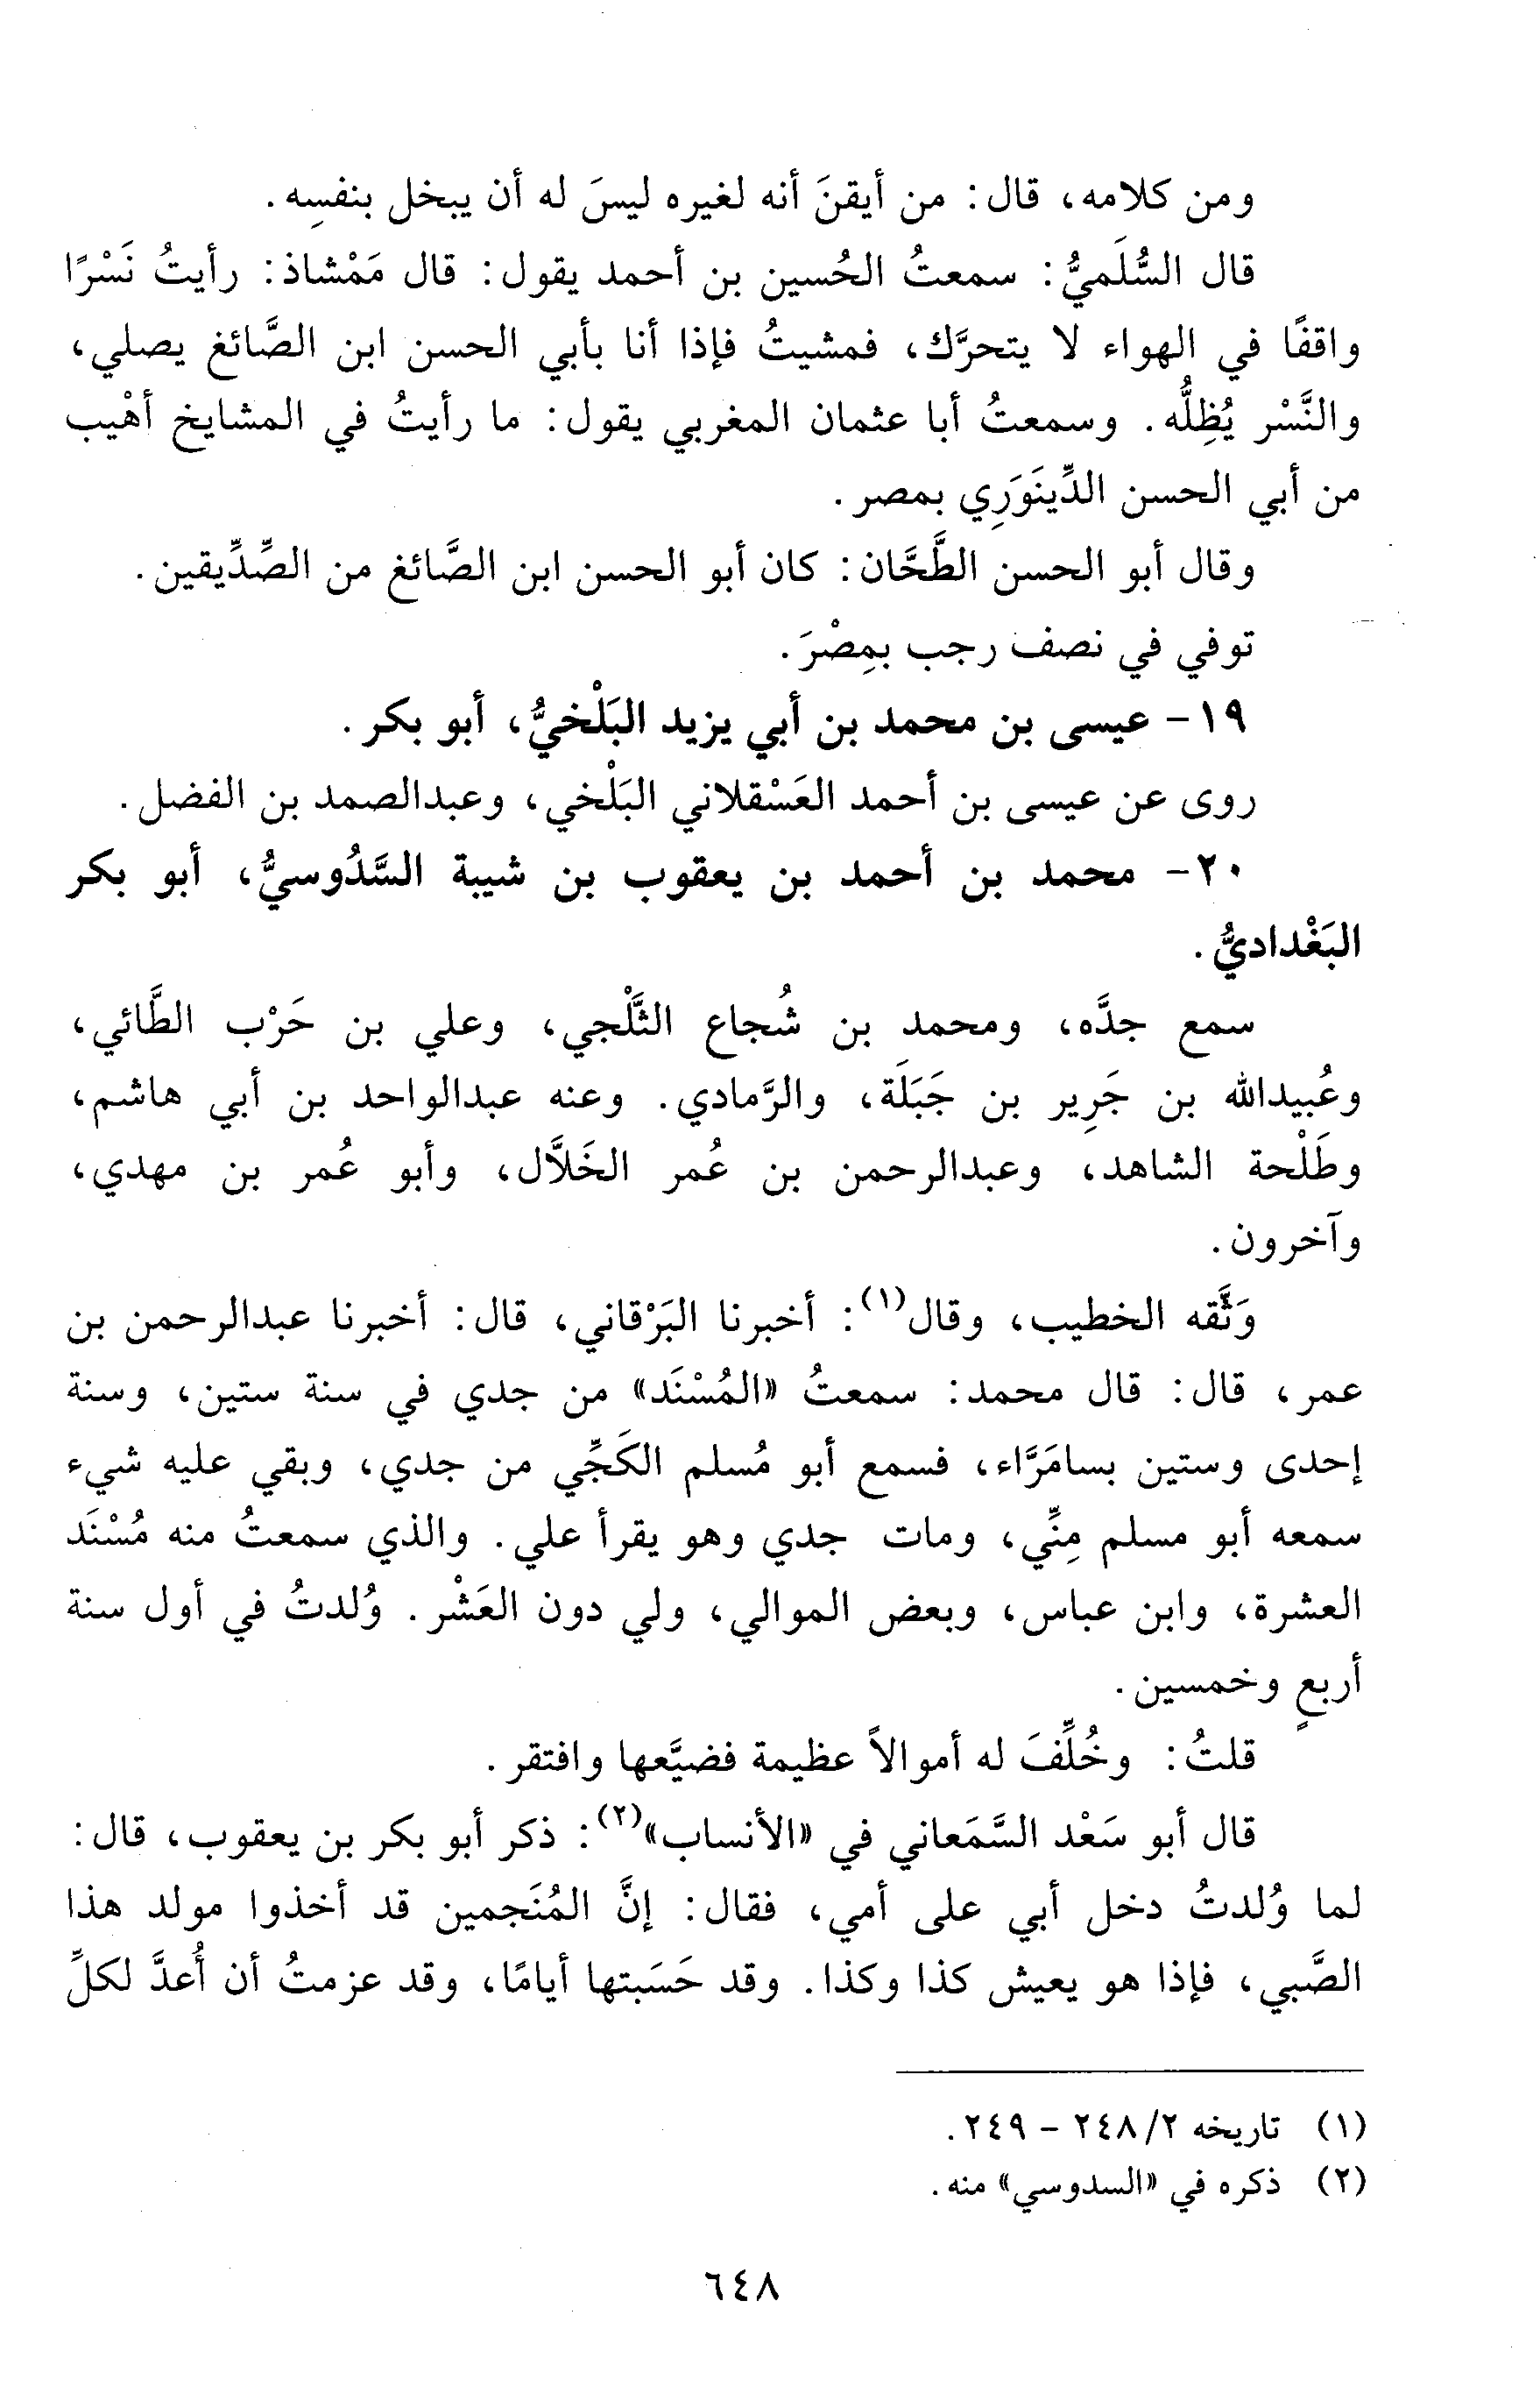 ومن كلامه، قال: من أيقنَ أنه لغيره ليسَ له أن يبخل بنفسِه.
قال السُّلَميُّ: سمعتُ الحُسين بن أحمد يقول: قال مَمْشاذ: رأيتُ نَسْرًا
واقفًا في الهواء لا يتحرَّك، فمشيتُ فإذا أنا بأبي الحسن ابن الصَّائغ يصلي،
والنَّسْر يُظِلُّه. وسمعتُ أبا عثمان المغربي يقول: ما رأيتُ في المشايخ أهْيب
من أبي الحسن الدِّينَوَرِي بمصر.
وقال أبو الحسن الطَّحَّان: كان أبو الحسن ابن الصَّائغ من الصِّدِّيقين.
توفي في نصف رجب بمِصْرَ.
١٩- عيسى بن محمد بن أبي يزيد البَلْخيُّ، أبو بكر.
روى عن عيسى بن أحمد العَسْقلاني البَلْخي، وعبدالصمد بن الفضل.
٢٠- محمد بن أحمد بن يعقوب بن شيبة السَّدُوسيُّ، أبو بكر
البَغْداديُّ.
سمع جدَّه، ومحمد بن شُجاع الثَّلْجي، وعلي بن حَرْب الطَّائي،
وعُبيدالله بن جَرِير بن جَبَلَة، والرَّمادي. وعنه عبدالواحد بن أبي هاشم،
وطَلْحة الشاهد، وعبدالرحمن بن عُمر الخَلاَّل، وأبو عُمر بن مهدي،
وآخرون.
وَثَّقه الخطيب، وقال(١): أخبرنا البَرْقاني، قال: أخبرنا عبدالرحمن بن
عمر، قال: قال محمد: سمعتُ «المُسْنَد» من جدي في سنة ستين، وسنة
إحدى وستين بسامَرَّاء، فسمع أبو مُسلم الكَجِّي من جدي، وبقي عليه شيء
سمعه أبو مسلم مِنِّي، ومات جدي وهو يقرأ علي. والذي سمعتُ منه مُسْنَد
العشرة، وابن عباس، وبعض الموالي، ولي دون العَشْر. وُلدتُ في أول سنة
أربعٍ وخمسين.
قلتُ: وخُلِّفَ له أموالاً عظيمة فضيَّعها وافتقر.
قال أبو سَعْد السَّمَعاني في «الأنساب»(٢): ذكر أبو بكر بن يعقوب، قال:
لما وُلدتُ دخل أبي على أمي، فقال: إنَّ المُنَجمين قد أخذوا مولد هذا
الصَّبي، فإذا هو يعيش كذا وكذا. وقد حَسَبتها أيامًا، وقد عزمتُ أن أُعدَّ لكلِّ
(١) تاريخه ٢/ ٢٤٨ - ٢٤٩.
(٢) ذكره في «السدوسي» منه.
٦٤٨